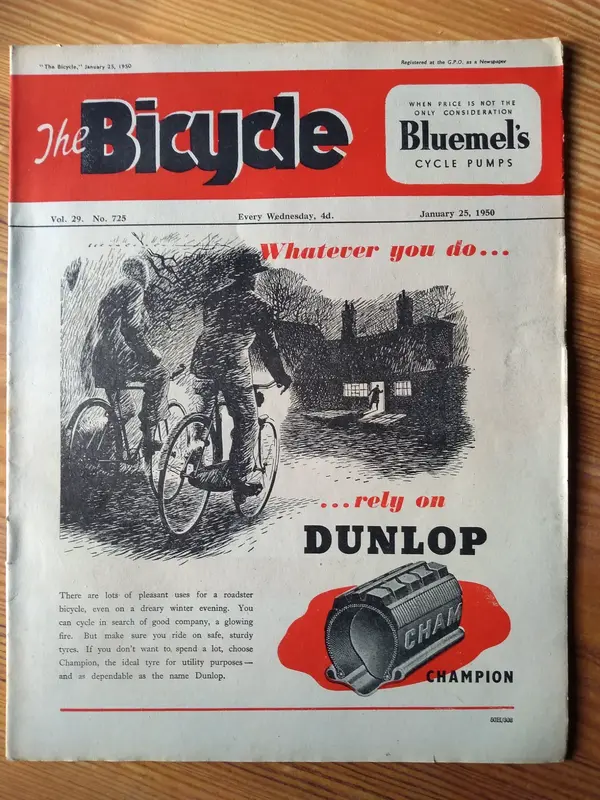 "The Bicycle," January 25, 1950
Registered at the G.P.O. as a Newspaper
The Bicycle
WHEN PRICE IS NOT THE
ONLY CONSIDERATION
Bluemel's
CYCLE PUMPS
Vol. 29. No. 725
Every Wednesday, 4d.
January 25, 1950
Whatever you do...
...rely on
DUNLOP
There are lots of pleasant uses for a roadster
bicycle, even on a dreary winter evening. You
can cycle in search of good company, a glowing
fire. But make sure you ride on safe, sturdy
tyres. If you don't want to spend a lot, choose
Champion, the ideal tyre for utility purposes—
and as dependable as the name Dunlop.
CHAM
CHAMPION